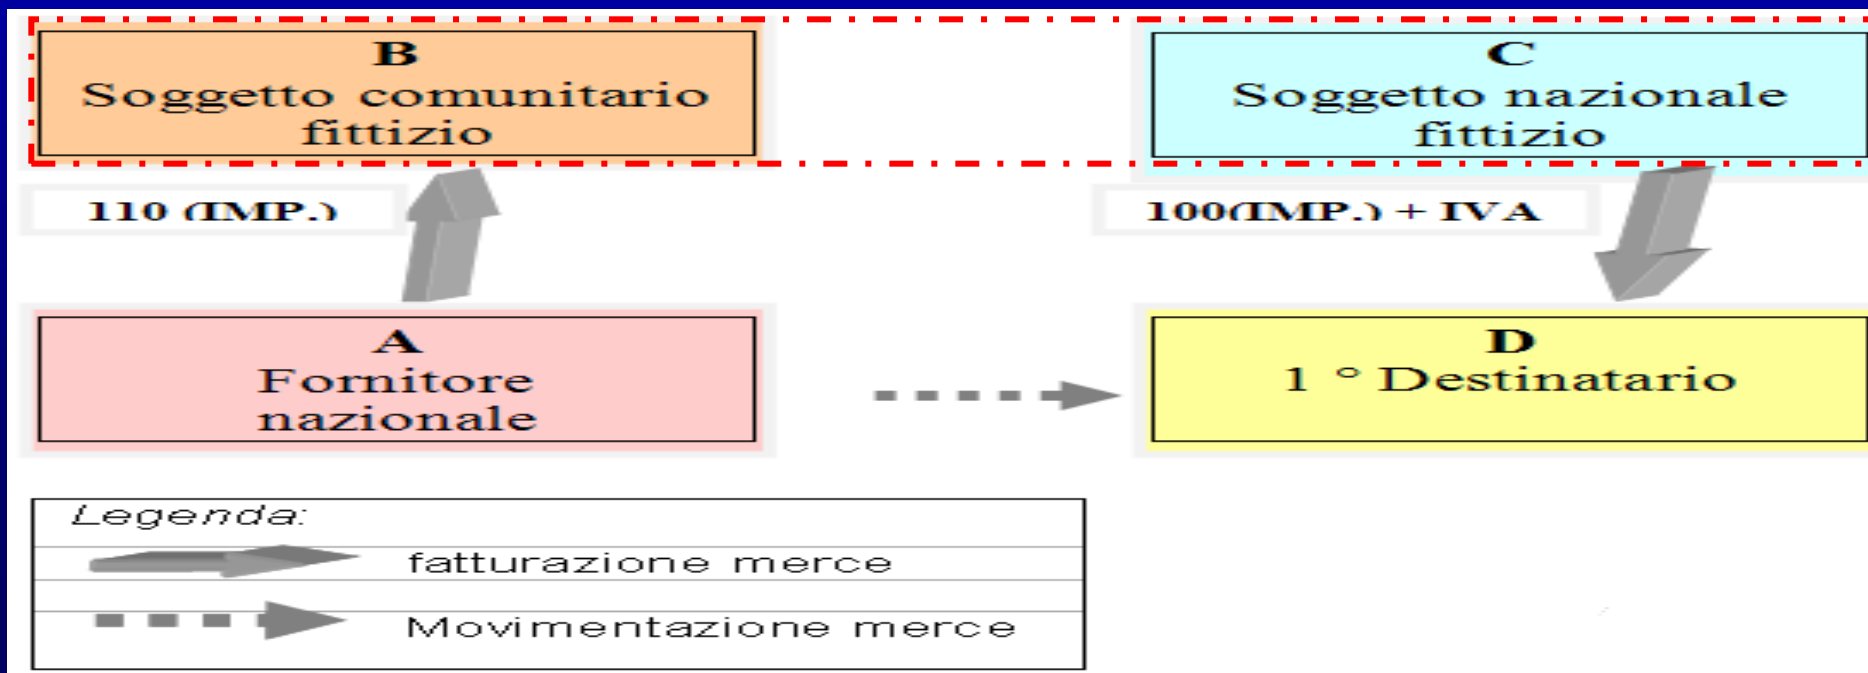 B
Soggetto comunitario
fittizio
C
Soggetto nazionale
fittizio
110 (IMP.)
100(IMP.) + IVA
A
Fornitore
nazionale
D
1 ° Destinatario
Legenda:
fatturazione merce
Movimentazione merce